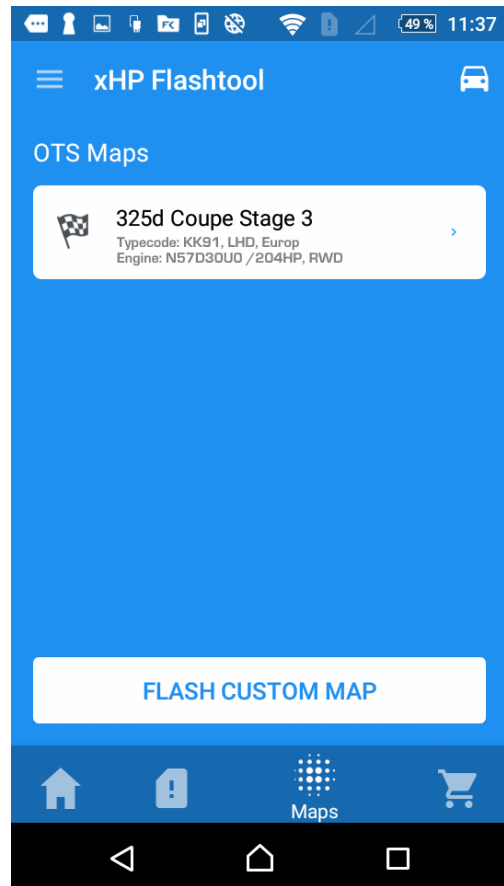 49 %
11:37
xHP Flashtool
OTS Maps
325d Coupe Stage 3
Typecode: KK91, LHD, Europ
Engine: N57D30U0 /204HP, RWD
FLASH CUSTOM MAP
Maps